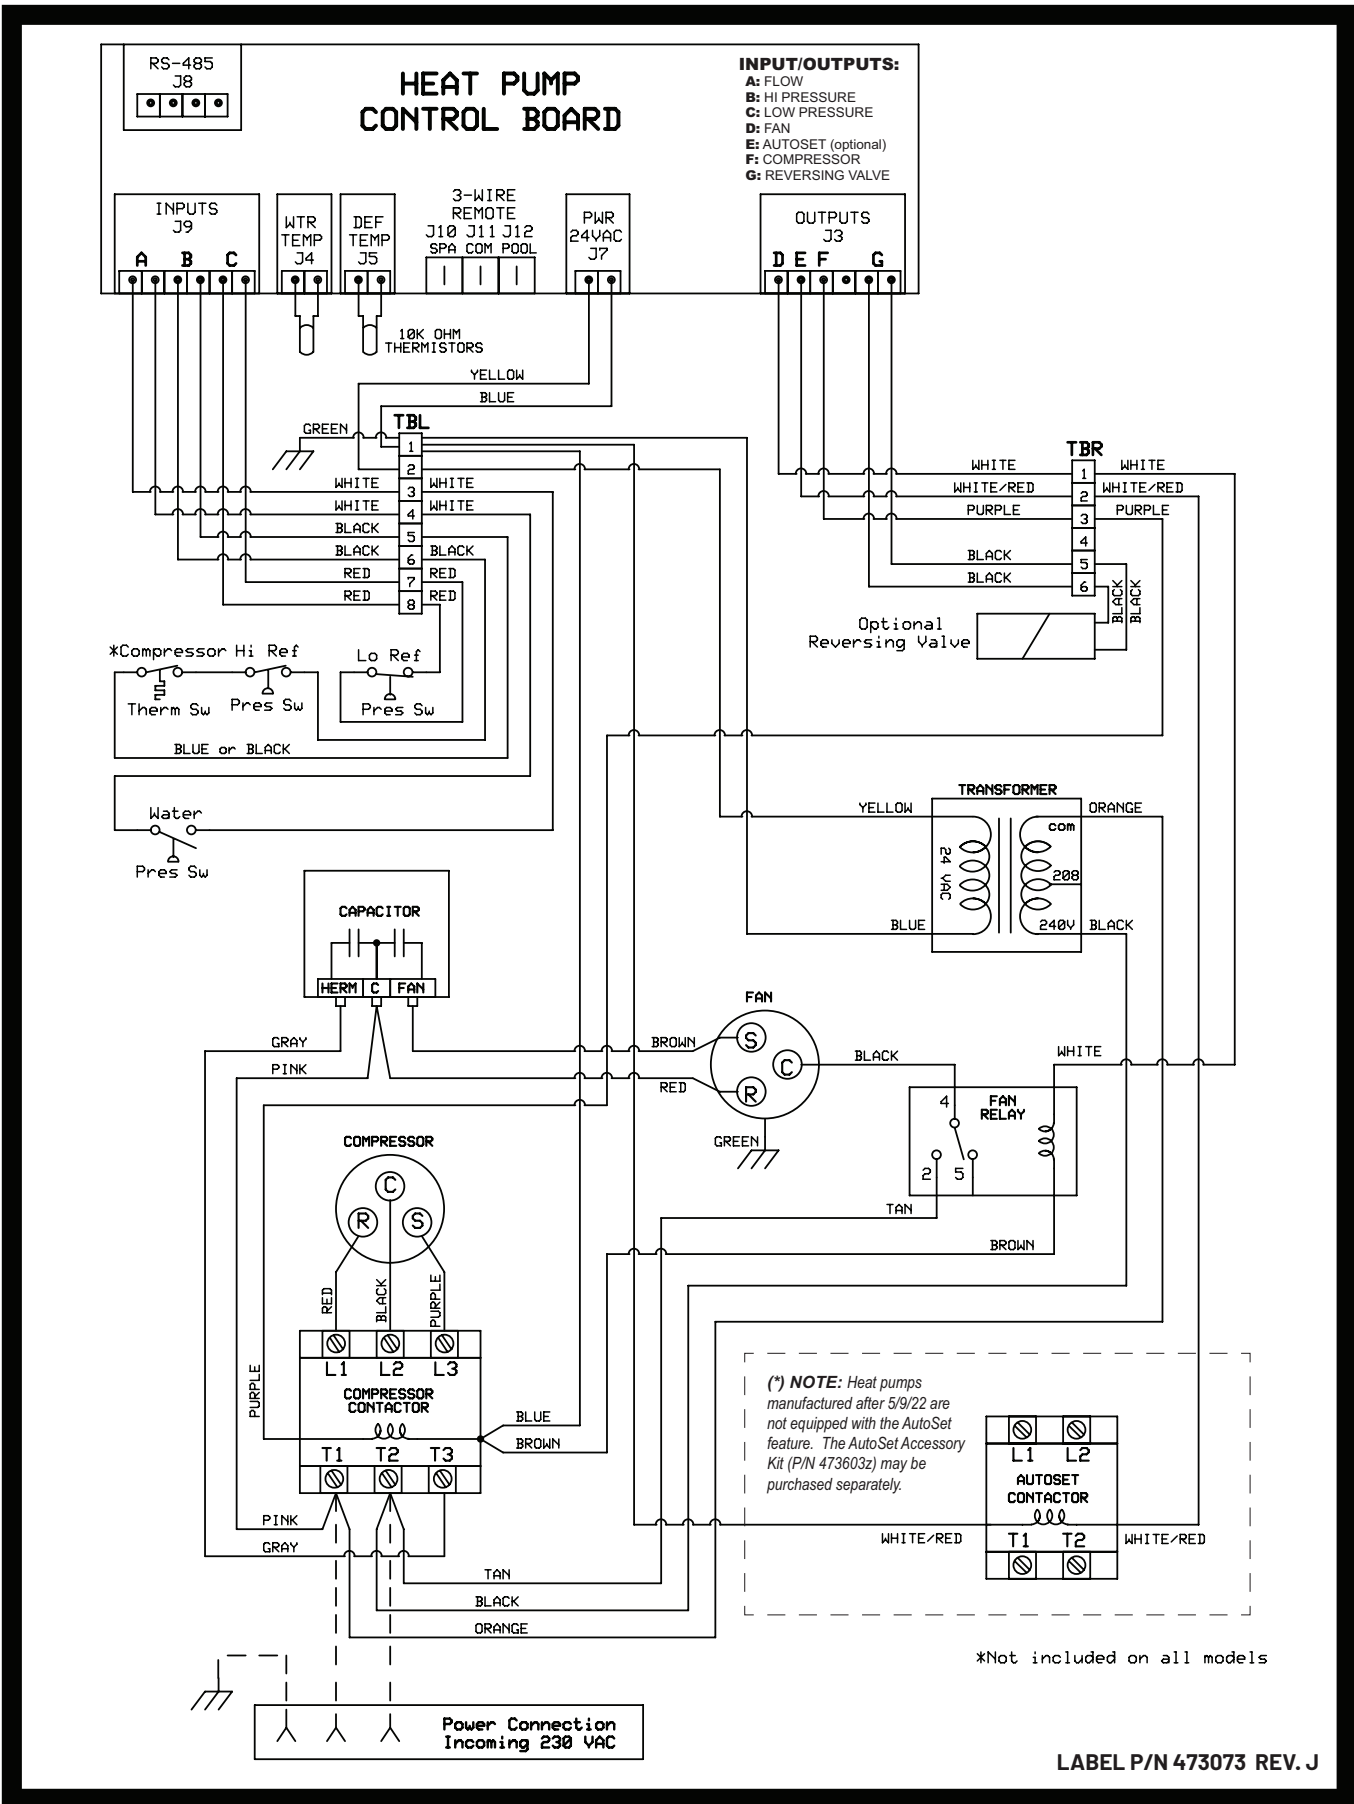 RS-485
J8
HEAT PUMP
CONTROL BOARD
INPUT/OUTPUTS:
A: FLOW
B: HI PRESSURE
C: LOW PRESSURE
D: FAN
E: AUTOSET (optional)
F: COMPRESSOR
G: REVERSING VALVE
INPUTS
J9
A B C
WTR
TEMP
J4
DEF
TEMP
J5
3-WIRE
REMOTE
J10 J11 J12
SPA COM POOL
PWR
24VAC
J7
OUTPUTS
J3
D E F G
10K OHM
THERMISTORS
YELLOW
BLUE
GREEN
TBL
1
2
WHITE 3 WHITE
WHITE 4 WHITE
BLACK 5
BLACK 6 BLACK
RED 7 RED
RED 8 RED
TBR
WHITE 1 WHITE
WHITE/RED 2 WHITE/RED
PURPLE 3 PURPLE
4
BLACK 5
BLACK 6
BLACK
BLACK
Optional
Reversing Valve
*Compressor
Therm Sw
Hi Ref
Pres Sw
Lo Ref
Pres Sw
BLUE or BLACK
Water
Pres Sw
TRANSFORMER
YELLOW
ORANGE
com
24 VAC
208
240V
BLUE
BLACK
CAPACITOR
HERM C FAN
GRAY
PINK
FAN
BROWN
RED
S
C
R
BLACK
GREEN
WHITE
FAN
RELAY
4
2
5
TAN
BROWN
COMPRESSOR
C
R
S
RED
BLACK
PURPLE
L1 L2 L3
COMPRESSOR
CONTACTOR
T1 T2 T3
PURPLE
BLUE
BROWN
PINK
GRAY
TAN
BLACK
ORANGE
(*) NOTE: Heat pumps
manufactured after 5/9/22 are
not equipped with the AutoSet
feature. The AutoSet Accessory
Kit (P/N 473603z) may be
purchased separately.
L1 L2
AUTOSET
CONTACTOR
T1 T2
WHITE/RED
WHITE/RED
*Not included on all models
Power Connection
Incoming 230 VAC
LABEL P/N 473073 REV. J